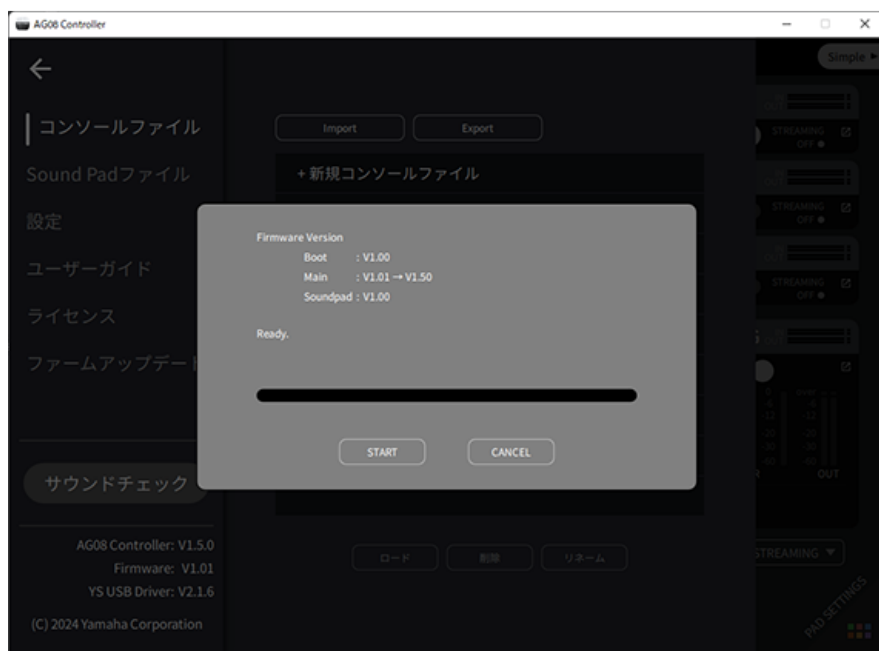 AG08 Controller
Simple
コンソールファイル
Import
Export
Sound Padファイル
+ 新規コンソールファイル
STREAMING
OFF
設定
STREAMING
OFF
Firmware Version
Boot : V1.00
Main : V1.01 → V1.50
Soundpad : V1.00
ユーザーガイド
STREAMING
OFF
ライセンス
Ready.
ファームアップデート
START
CANCEL
サウンドチェック
OUT
AG08 Controller: V1.5.0
Firmware: V1.01
YS USB Driver: V2.1.6
(C) 2024 Yamaha Corporation
ロード
削除
リネーム
STREAMING
PAD SETTINGS